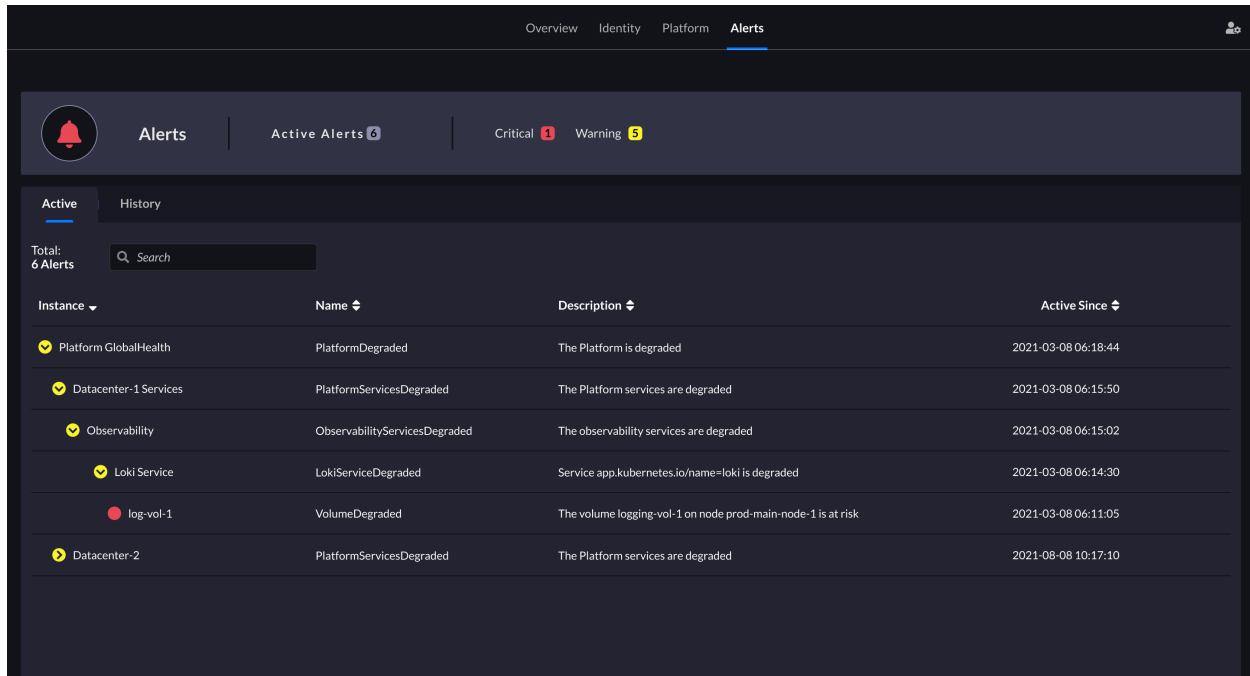 Overview Identity Platform Alerts
Alerts Active Alerts 6 Critical 1 Warning 5
Active History
Total:
6 Alerts
Search
Instance Name Description Active Since
Platform GlobalHealth PlatformDegraded The Platform is degraded 2021-03-08 06:18:44
Datacenter-1 Services PlatformServicesDegraded The Platform services are degraded 2021-03-08 06:15:50
Observability ObservabilityServicesDegraded The observability services are degraded 2021-03-08 06:15:02
Loki Service LokiServiceDegraded Service app.kubernetes.io/name=loki is degraded 2021-03-08 06:14:30
log-vol-1 VolumeDegraded The volume logging-vol-1 on node prod-main-node-1 is at risk 2021-03-08 06:11:05
Datacenter-2 PlatformServicesDegraded The Platform services are degraded 2021-08-08 10:17:10